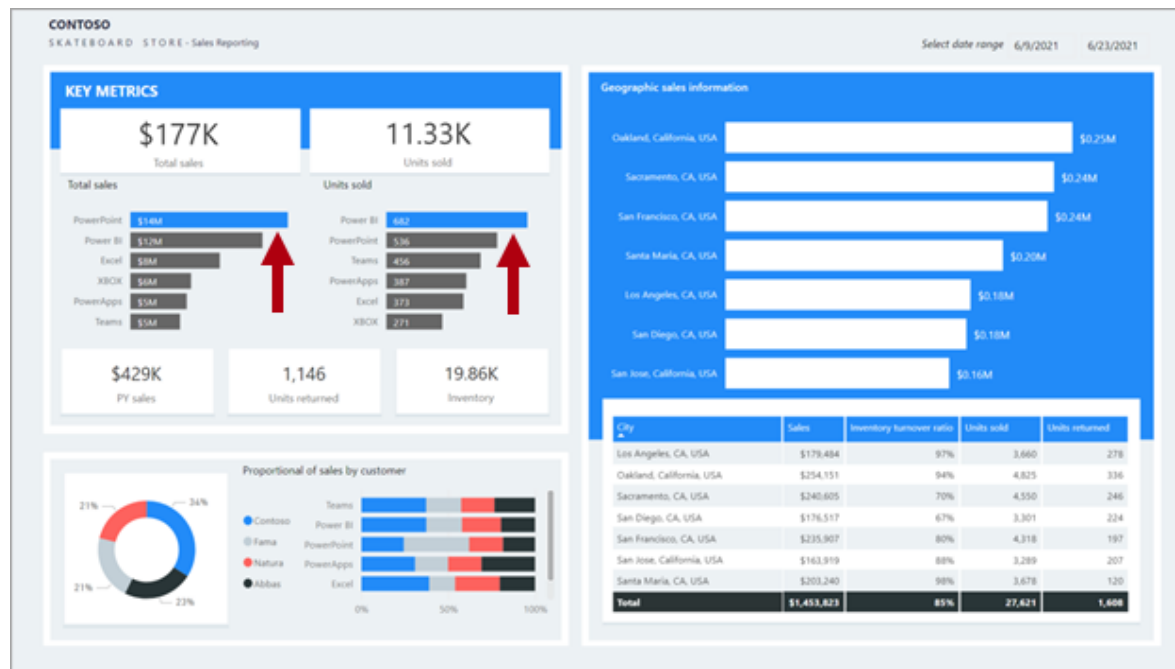 CONTOSO
SKATEBOARD STORE - Sales Reporting
Select date range 6/9/2021 6/23/2021
KEY METRICS
$177K
Total sales
11.33K
Units sold
Total sales
PowerPoint $14M
Power BI $12M
Excel $8M
XBOX $6M
PowerApps $5M
Teams $5M
Units sold
Power BI 682
PowerPoint 536
Teams 456
PowerApps 387
Excel 373
XBOX 271
$429K
PY sales
1,146
Units returned
19.86K
Inventory
Proportional of sales by customer
21% 34%
21% 23%
Contoso
Fama
Natura
Abbas
Teams
Power BI
PowerPoint
PowerApps
Excel
0% 50% 100%
Geographic sales information
Oakland, California, USA $0.25M
Sacramento, CA, USA $0.24M
San Francisco, CA, USA $0.24M
Santa Maria, CA, USA $0.20M
Los Angeles, CA, USA $0.18M
San Diego, CA, USA $0.18M
San Jose, California, USA $0.16M
City Sales Inventory turnover ratio Units sold Units returned
Los Angeles, CA, USA $179,484 97% 3,660 278
Oakland, California, USA $254,151 94% 4,825 336
Sacramento, CA, USA $240,605 70% 4,550 246
San Diego, CA, USA $176,517 67% 3,301 224
San Francisco, CA, USA $235,907 80% 4,318 197
San Jose, California, USA $163,919 88% 3,289 207
Santa Maria, CA, USA $203,240 98% 3,678 120
Total $1,453,823 85% 27,621 1,608